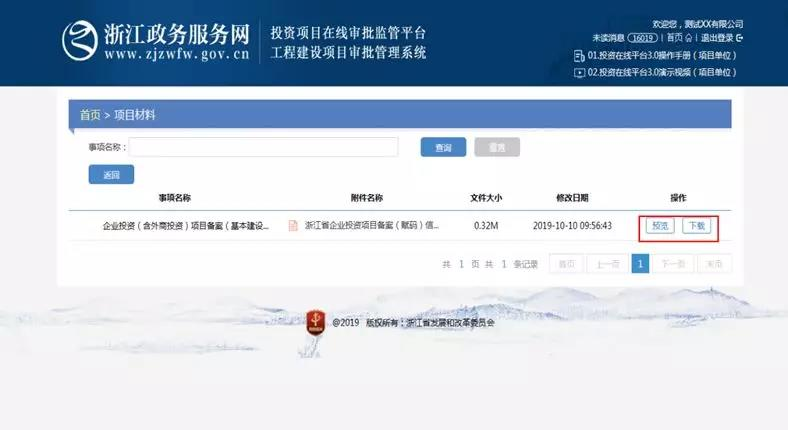 浙江政务服务网
www.zjzwfw.gov.cn
投资项目在线审批监管平台
工程建设项目审批管理系统
欢迎您，测试XX有限公司
未读消息 16019 | 首页 | 退出登录
01.投资在线平台3.0操作手册（项目单位）
02.投资在线平台3.0演示视频（项目单位）
首页 > 项目材料
事项名称：
查询
重置
返回
事项名称 附件名称 文件大小 修改日期 操作
企业投资（含外商投资）项目备案（基本建设... 浙江省企业投资项目备案（赋码）信... 0.32M 2019-10-10 09:56:43 预览 下载
共 1 页 共 1 条记录 首页 上一页 1 下一页 末页
@2019 版权所有：浙江省发展和改革委员会